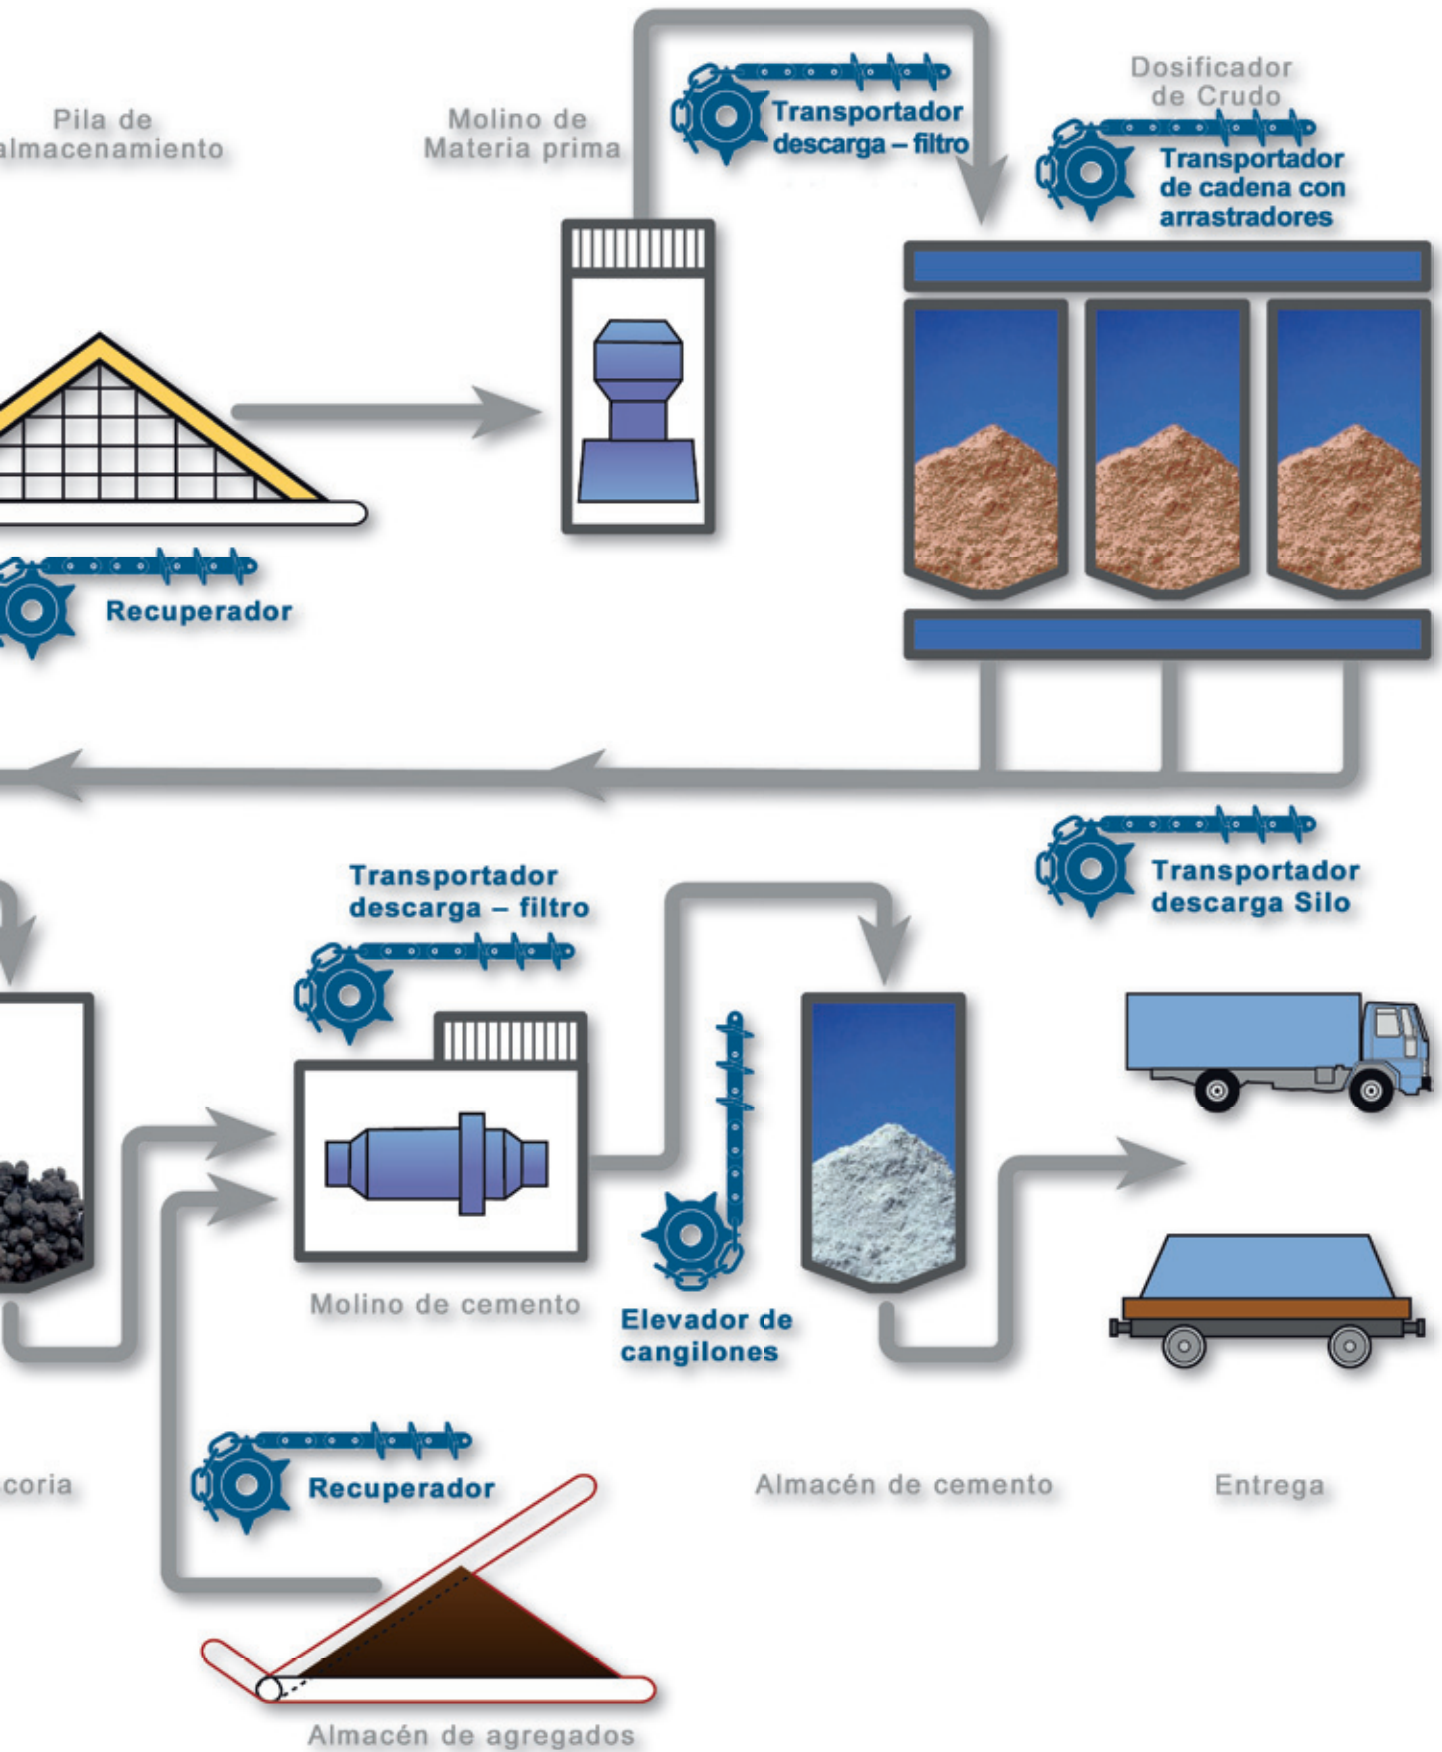 Pila de
almacenamiento
Molino de
Materia prima
Transportador
descarga – filtro
Dosificador
de Crudo
Transportador
de cadena con
arrastradores
Recuperador
Transportador
descarga – filtro
Transportador
descarga Silo
Molino de cemento
Elevador de
cangilones
coria
Recuperador
Almacén de cemento
Entrega
Almacén de agregados